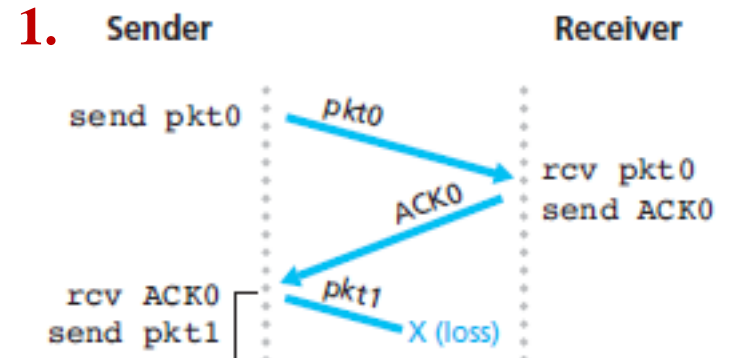 1. Sender Receiver
send pkt0 pkt0
rcv pkt0
ACK0 send ACK0
rcv ACK0 pkt1
send pkt1 X (loss)